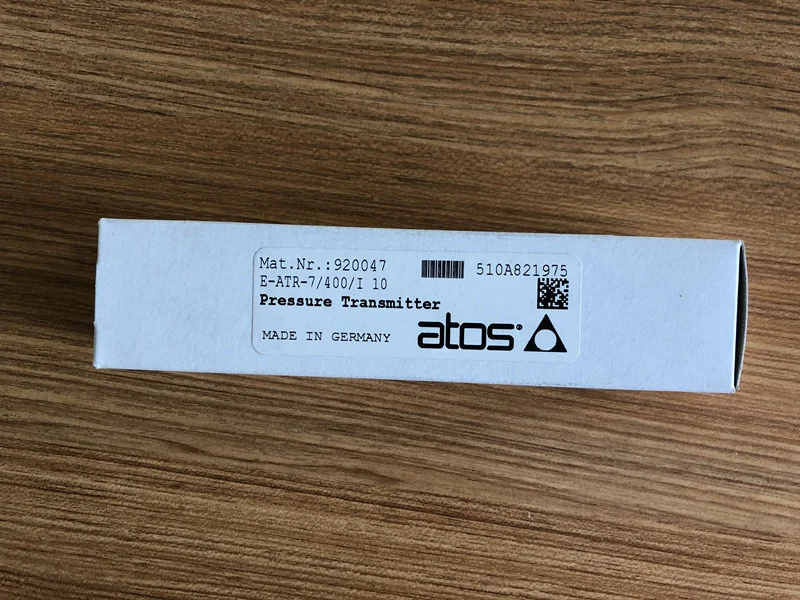 Mat.Nr.:920047 510A821975
E-ATR-7/400/I 10
Pressure Transmitter
MADE IN GERMANY atos®